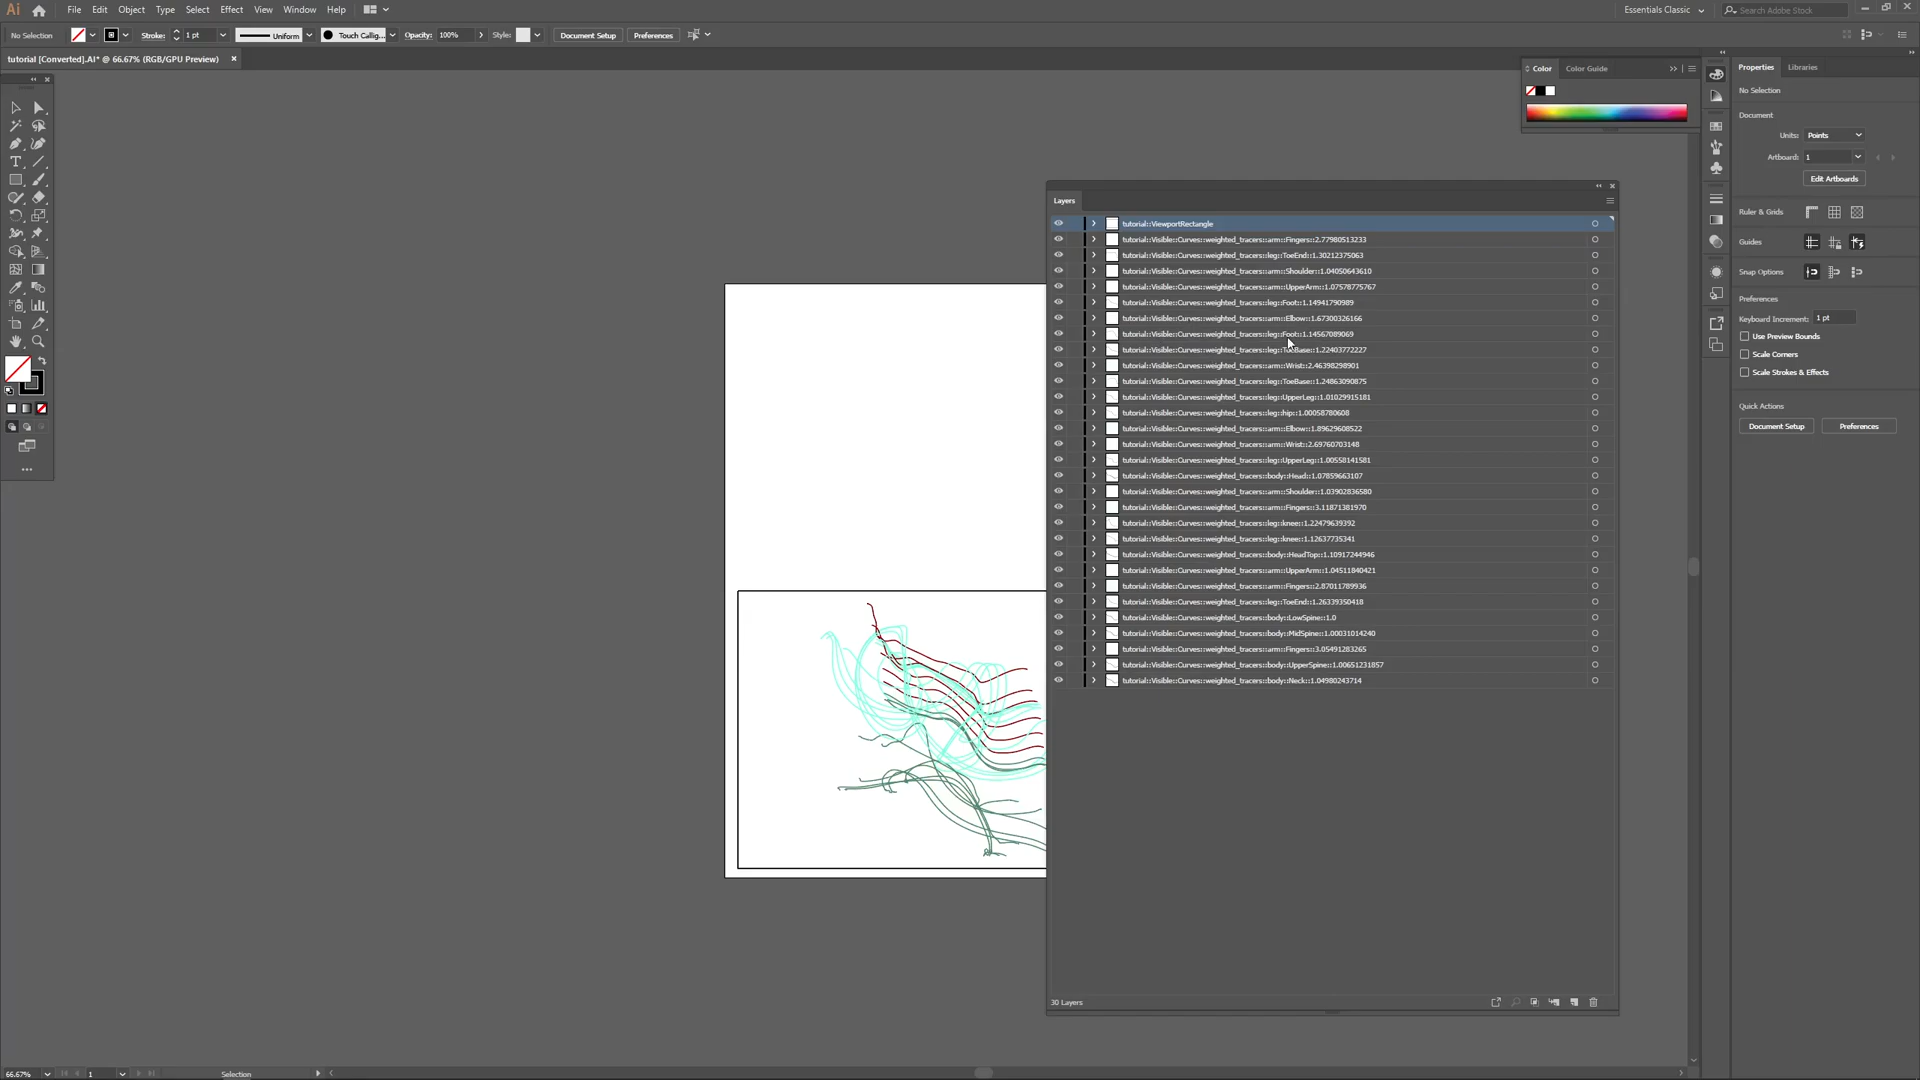 Ai File Edit Object Type Select Effect View Window Help Essentials Classic Search Adobe Stock
No Selection Stroke: 1 pt Uniform Touch Callig... Opacity: 100% Style: Document Setup Preferences
tutorial [Converted].AI* @ 66.67% (RGB/GPU Preview)
Color Color Guide
Properties Libraries
No Selection
Document
Units: Points
Artboard: 1
Edit Artboards
Ruler & Grids
Guides
Snap Options
Preferences
Keyboard Increment: 1 pt
Use Preview Bounds
Scale Corners
Scale Strokes & Effects
Quick Actions
Document Setup Preferences
Layers
tutorial::ViewportRectangle
tutorial::Visible::Curves::weighted_tracers::arm::Fingers::2.77980513233
tutorial::Visible::Curves::weighted_tracers::leg::ToeEnd::1.30212375063
tutorial::Visible::Curves::weighted_tracers::arm::Shoulder::1.04050643610
tutorial::Visible::Curves::weighted_tracers::arm::UpperArm::1.07578775767
tutorial::Visible::Curves::weighted_tracers::leg::Foot::1.14941790989
tutorial::Visible::Curves::weighted_tracers::arm::Elbow::1.67300326166
tutorial::Visible::Curves::weighted_tracers::leg::Foot::1.14567089069
tutorial::Visible::Curves::weighted_tracers::leg::ToeBase::1.22403772227
tutorial::Visible::Curves::weighted_tracers::arm::Wrist::2.46398298901
tutorial::Visible::Curves::weighted_tracers::leg::ToeBase::1.24863090875
tutorial::Visible::Curves::weighted_tracers::leg::UpperLeg::1.01029915181
tutorial::Visible::Curves::weighted_tracers::leg::hip::1.00058780608
tutorial::Visible::Curves::weighted_tracers::arm::Elbow::1.89629608522
tutorial::Visible::Curves::weighted_tracers::arm::Wrist::2.69760703148
tutorial::Visible::Curves::weighted_tracers::leg::UpperLeg::1.00558141581
tutorial::Visible::Curves::weighted_tracers::body::Head::1.07859663107
tutorial::Visible::Curves::weighted_tracers::arm::Shoulder::1.03902836580
tutorial::Visible::Curves::weighted_tracers::arm::Fingers::3.11871381970
tutorial::Visible::Curves::weighted_tracers::leg::knee::1.22479639392
tutorial::Visible::Curves::weighted_tracers::leg::knee::1.12637735341
tutorial::Visible::Curves::weighted_tracers::body::HeadTop::1.10917244946
tutorial::Visible::Curves::weighted_tracers::arm::UpperArm::1.04511840421
tutorial::Visible::Curves::weighted_tracers::arm::Fingers::2.87011789936
tutorial::Visible::Curves::weighted_tracers::leg::ToeEnd::1.26339350418
tutorial::Visible::Curves::weighted_tracers::body::LowSpine::1.0
tutorial::Visible::Curves::weighted_tracers::body::MidSpine::1.00031014240
tutorial::Visible::Curves::weighted_tracers::arm::Fingers::3.05491283265
tutorial::Visible::Curves::weighted_tracers::body::UpperSpine::1.00651231857
tutorial::Visible::Curves::weighted_tracers::body::Neck::1.04980243714
30 Layers
66.67% 1 Selection